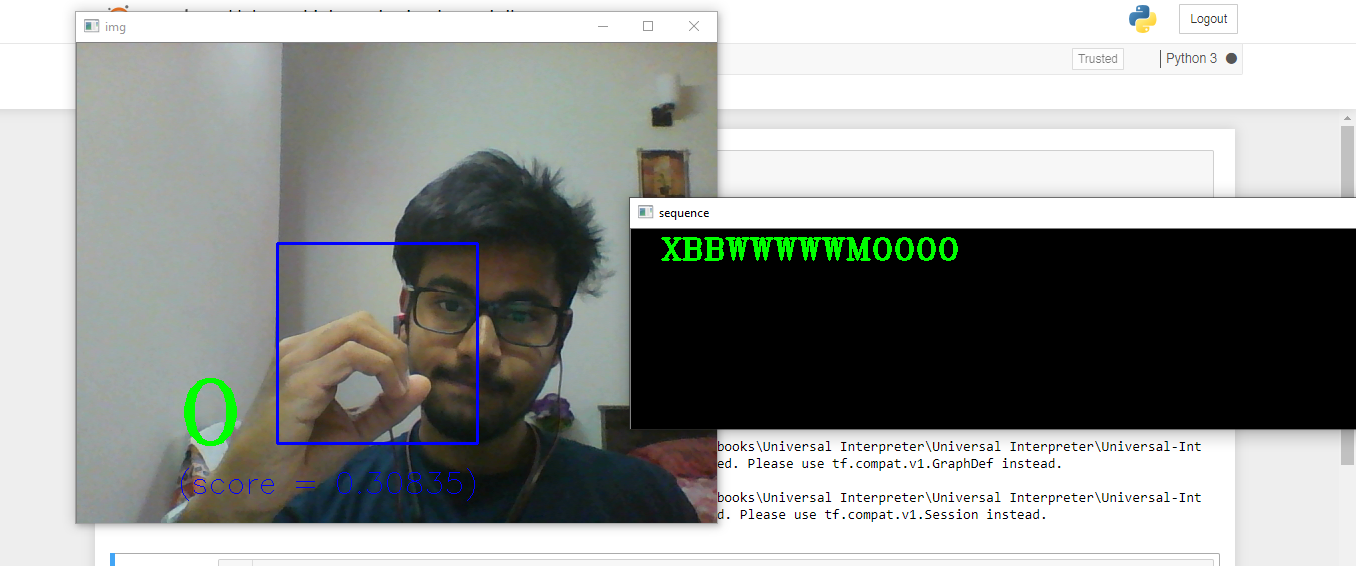 img
Logout
Trusted
Python 3
sequence
XBBWWWWWMOOOO
O
(score = 0.30835)
books\Universal Interpreter\Universal Interpreter\Universal-Int
ed. Please use tf.compat.v1.GraphDef instead.
books\Universal Interpreter\Universal Interpreter\Universal-Int
d. Please use tf.compat.v1.Session instead.